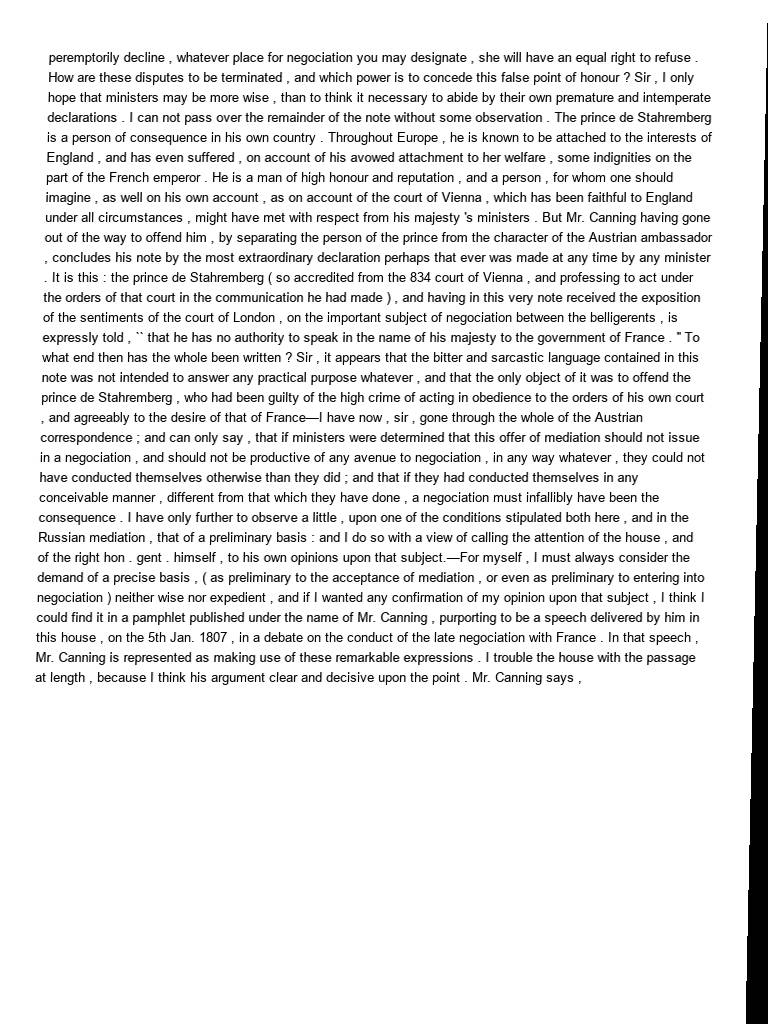 peremptorily decline , whatever place for negociation you may designate , she will have an equal right to refuse .
How are these disputes to be terminated , and which power is to concede this false point of honour ? Sir , I only
hope that ministers may be more wise , than to think it necessary to abide by their own premature and intemperate
declarations . I can not pass over the remainder of the note without some observation . The prince de Stahremberg
is a person of consequence in his own country . Throughout Europe , he is known to be attached to the interests of
England , and has even suffered , on account of his avowed attachment to her welfare , some indignities on the
part of the French emperor . He is a man of high honour and reputation , and a person , for whom one should
imagine , as well on his own account , as on account of the court of Vienna , which has been faithful to England
under all circumstances , might have met with respect from his majesty 's ministers . But Mr. Canning having gone
out of the way to offend him , by separating the person of the prince from the character of the Austrian ambassador
, concludes his note by the most extraordinary declaration perhaps that ever was made at any time by any minister
. It is this : the prince de Stahremberg ( so accredited from the 834 court of Vienna , and professing to act under
the orders of that court in the communication he had made ) , and having in this very note received the exposition
of the sentiments of the court of London , on the important subject of negociation between the belligerents , is
expressly told , `` that he has no authority to speak in the name of his majesty to the government of France . " To
what end then has the whole been written ? Sir , it appears that the bitter and sarcastic language contained in this
note was not intended to answer any practical purpose whatever , and that the only object of it was to offend the
prince de Stahremberg , who had been guilty of the high crime of acting in obedience to the orders of his own court
, and agreeably to the desire of that of France—I have now , sir , gone through the whole of the Austrian
correspondence ; and can only say , that if ministers were determined that this offer of mediation should not issue
in a negociation , and should not be productive of any avenue to negociation , in any way whatever , they could not
have conducted themselves otherwise than they did ; and that if they had conducted themselves in any
conceivable manner , different from that which they have done , a negociation must infallibly have been the
consequence . I have only further to observe a little , upon one of the conditions stipulated both here , and in the
Russian mediation , that of a preliminary basis : and I do so with a view of calling the attention of the house , and
of the right hon . gent . himself , to his own opinions upon that subject.—For myself , I must always consider the
demand of a precise basis , ( as preliminary to the acceptance of mediation , or even as preliminary to entering into
negociation ) neither wise nor expedient , and if I wanted any confirmation of my opinion upon that subject , I think I
could find it in a pamphlet published under the name of Mr. Canning , purporting to be a speech delivered by him in
this house , on the 5th Jan. 1807 , in a debate on the conduct of the late negociation with France . In that speech ,
Mr. Canning is represented as making use of these remarkable expressions . I trouble the house with the passage
at length , because I think his argument clear and decisive upon the point . Mr. Canning says ,